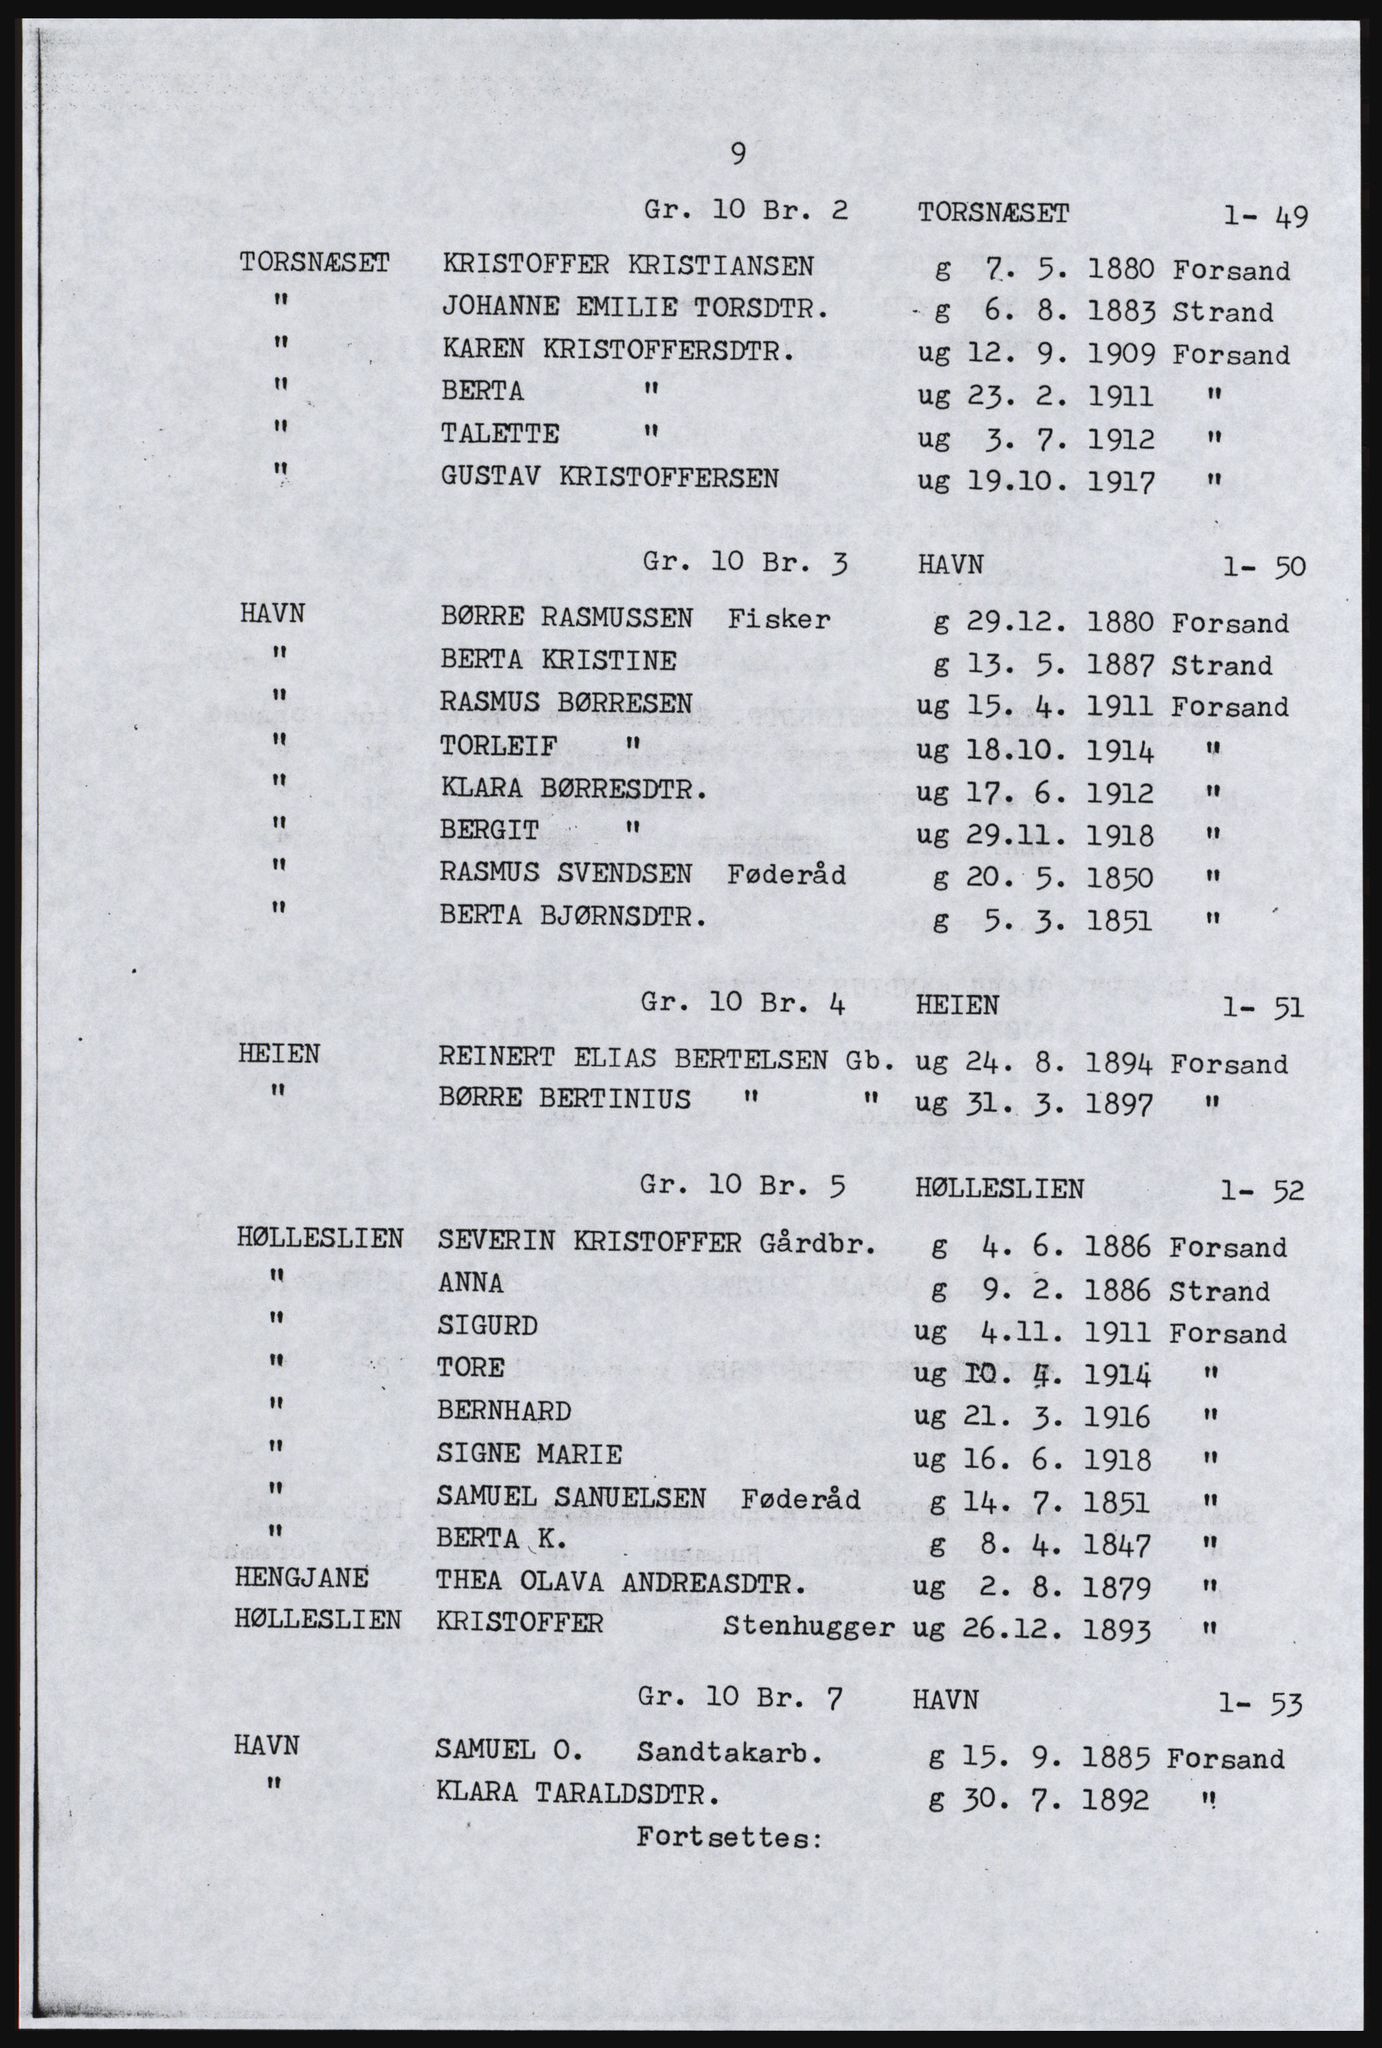 9
Gr. 10 Br. 2 TORSNÆSET 1- 49
TORSNÆSET KRISTOFFER KRISTIANSEN g 7. 5. 1880 Forsand
" JOHANNE EMILIE TORSDTR. g 6. 8. 1883 Strand
" KAREN KRISTOFFERSDTR. ug 12. 9. 1909 Forsand
" BERTA " ug 23. 2. 1911 "
" TALETTE " ug 3. 7. 1912 "
" GUSTAV KRISTOFFERSEN ug 19.10. 1917 "
Gr. 10 Br. 3 HAVN 1- 50
HAVN BØRRE RASMUSSEN Fisker g 29.12. 1880 Forsand
" BERTA KRISTINE g 13. 5. 1887 Strand
" RASMUS BØRRESEN ug 15. 4. 1911 Forsand
" TORLEIF " ug 18.10. 1914 "
" KLARA BØRRESDTR. ug 17. 6. 1912 "
" BERGIT " ug 29.11. 1918 "
" RASMUS SVENDSEN Føderåd g 20. 5. 1850 "
" BERTA BJØRNSDTR. g 5. 3. 1851 "
Gr. 10 Br. 4 HEIEN 1- 51
HEIEN REINERT ELIAS BERTELSEN Gb. ug 24. 8. 1894 Forsand
" BØRRE BERTINIUS " " ug 31. 3. 1897 "
Gr. 10 Br. 5 HØLLESLIEN 1- 52
HØLLESLIEN SEVERIN KRISTOFFER Gårdbr. g 4. 6. 1886 Forsand
" ANNA g 9. 2. 1886 Strand
" SIGURD ug 4.11. 1911 Forsand
" TORE ug 10. 4. 1914 "
" BERNHARD ug 21. 3. 1916 "
" SIGNE MARIE ug 16. 6. 1918 "
" SAMUEL SANUELSEN Føderåd g 14. 7. 1851 "
" BERTA K. g 8. 4. 1847 "
HENGJANE THEA OLAVA ANDREASDTR. ug 2. 8. 1879 "
HØLLESLIEN KRISTOFFER Stenhugger ug 26.12. 1893 "
Gr. 10 Br. 7 HAVN 1- 53
HAVN SAMUEL O. Sandtakarb. g 15. 9. 1885 Forsand
" KLARA TARALDSDTR. g 30. 7. 1892 "
Fortsettes: